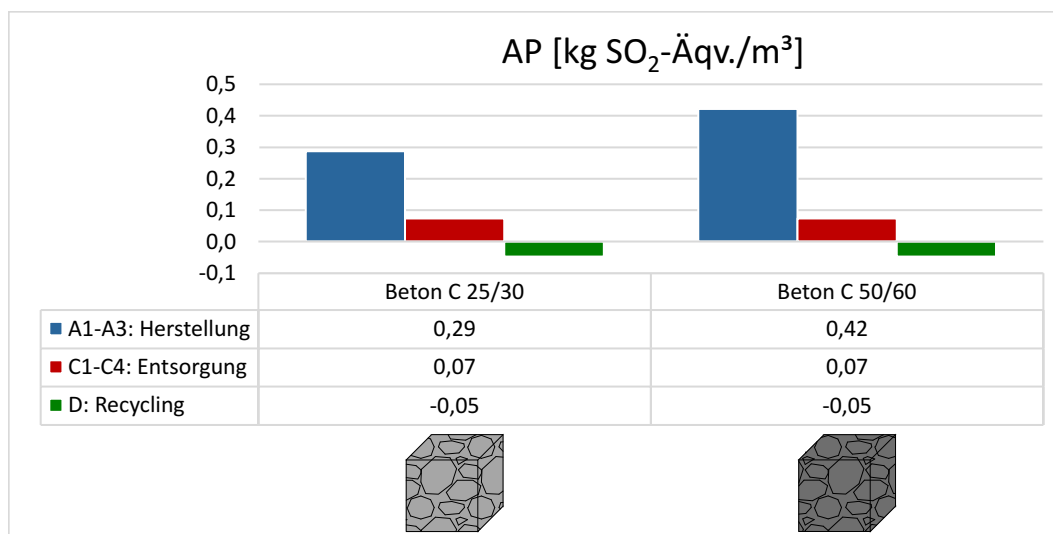 AP [kg SO₂-Äqv./m³]
0,5
0,4
0,3
0,2
0,1
0,0
-0,1
Beton C 25/30 Beton C 50/60
A1-A3: Herstellung 0,29 0,42
C1-C4: Entsorgung 0,07 0,07
D: Recycling -0,05 -0,05